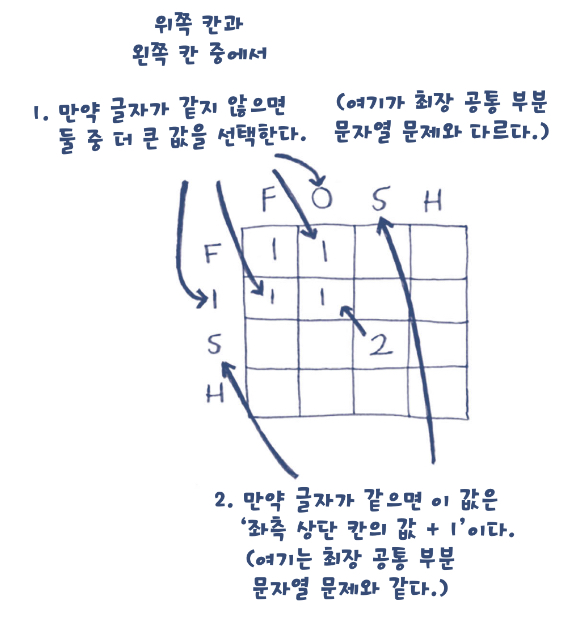 위쪽 칸과
왼쪽 칸 중에서
1. 만약 글자가 같지 않으면
둘 중 더 큰 값을 선택한다.
(여기가 최장 공통 부분
문자열 문제와 다르다.)
F O S H
F 1 1
I 1 1
S 2
H
2. 만약 글자가 같으면 이 값은
‘좌측 상단 칸의 값 + 1’이다.
(여기는 최장 공통 부분
문자열 문제와 같다.)